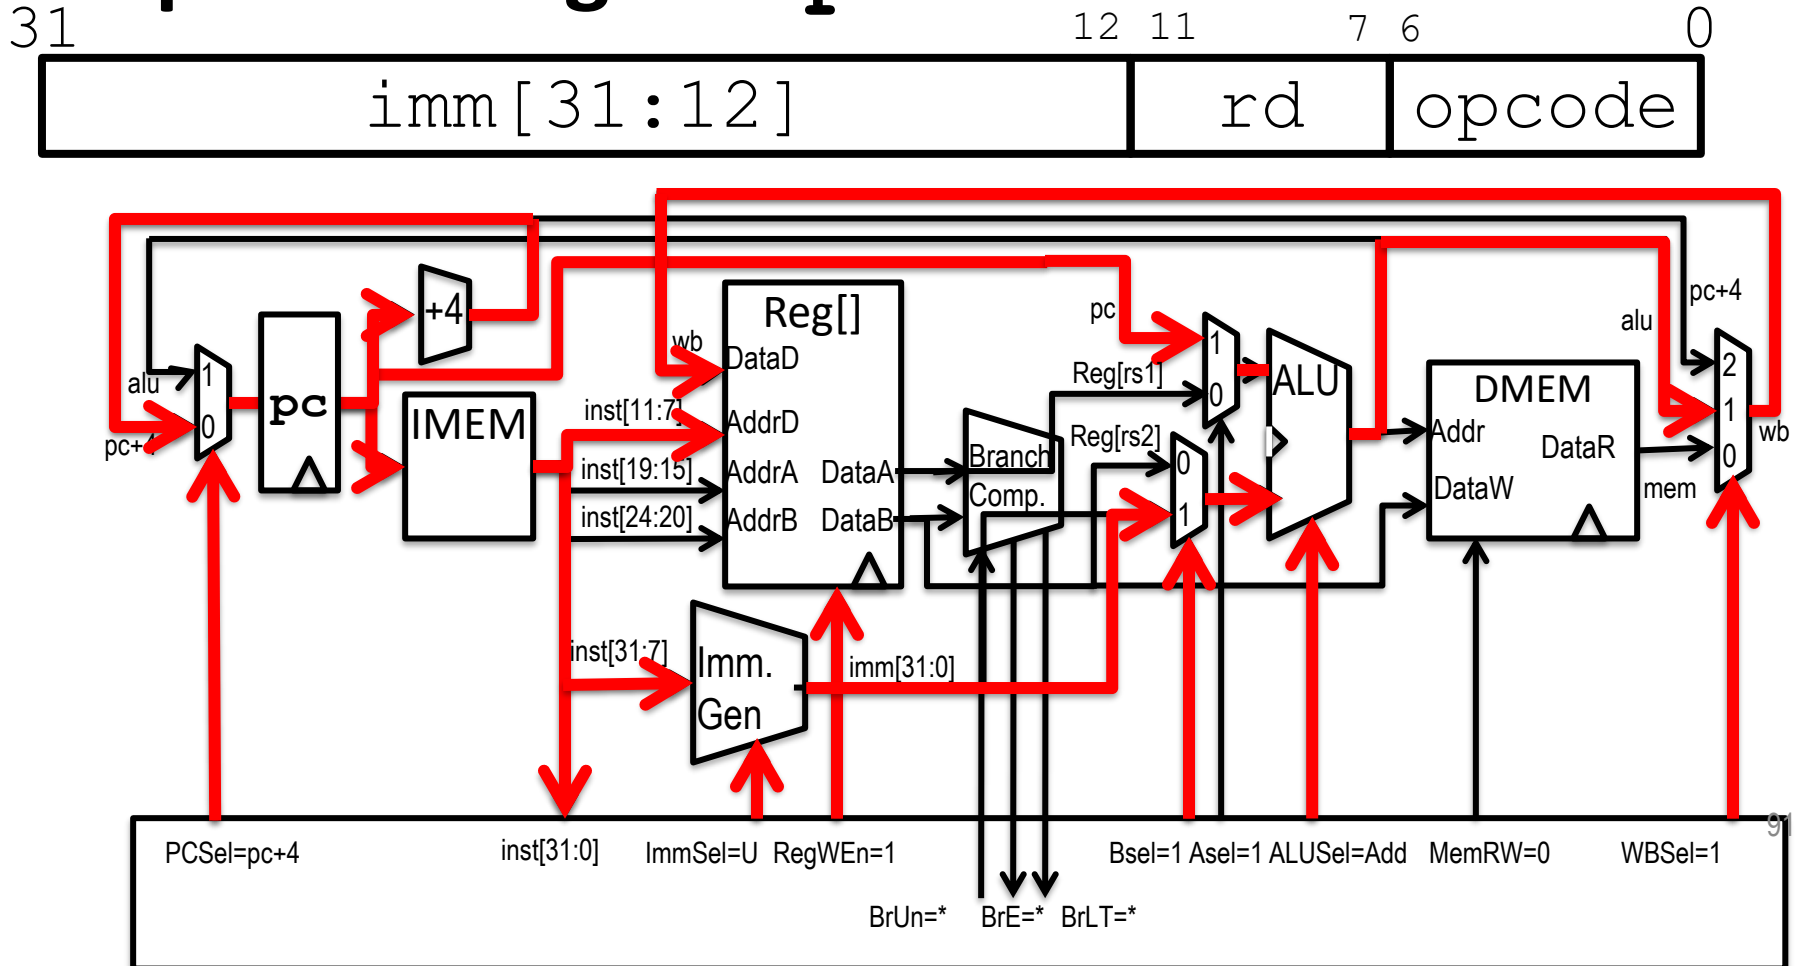 31 12 11 7 6 0
imm[31:12] rd opcode
pc+4
alu
pc
wb
+4
Reg[]
DataD
AddrD
AddrA DataA
AddrB DataB
alu
pc+4
1
0
pc
IMEM
inst[11:7]
inst[19:15]
inst[24:20]
Reg[rs1]
Reg[rs2]
Branch
Comp.
1
0
0
1
ALU
DMEM
Addr
DataR
DataW
mem
2
1
0
wb
inst[31:7]
Imm.
Gen
imm[31:0]
91
PCSel=pc+4 inst[31:0] ImmSel=U RegWEn=1 Bsel=1 Asel=1 ALUSel=Add MemRW=0 WBSel=1
BrUn=* BrE=* BrLT=*